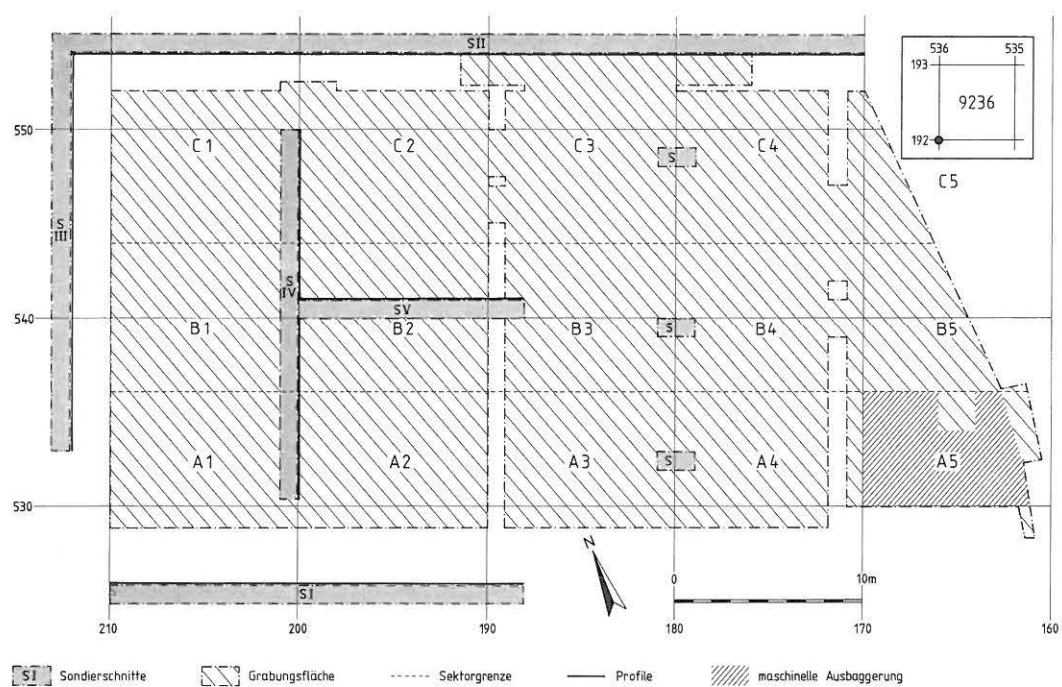 SII
536 535
193
9236
192
550
C1 C2 C3 S C4
C5
S
III
S
IV
SV
540
B1 B2 B3 S B4 B5
A1 A2 A3 S A4 A5
530
N
0 10m
SI
210 200 190 180 170 160
SI Sondierschnitte Grabungsfläche Sektorgrenze Profile maschinelle Ausbaggerung